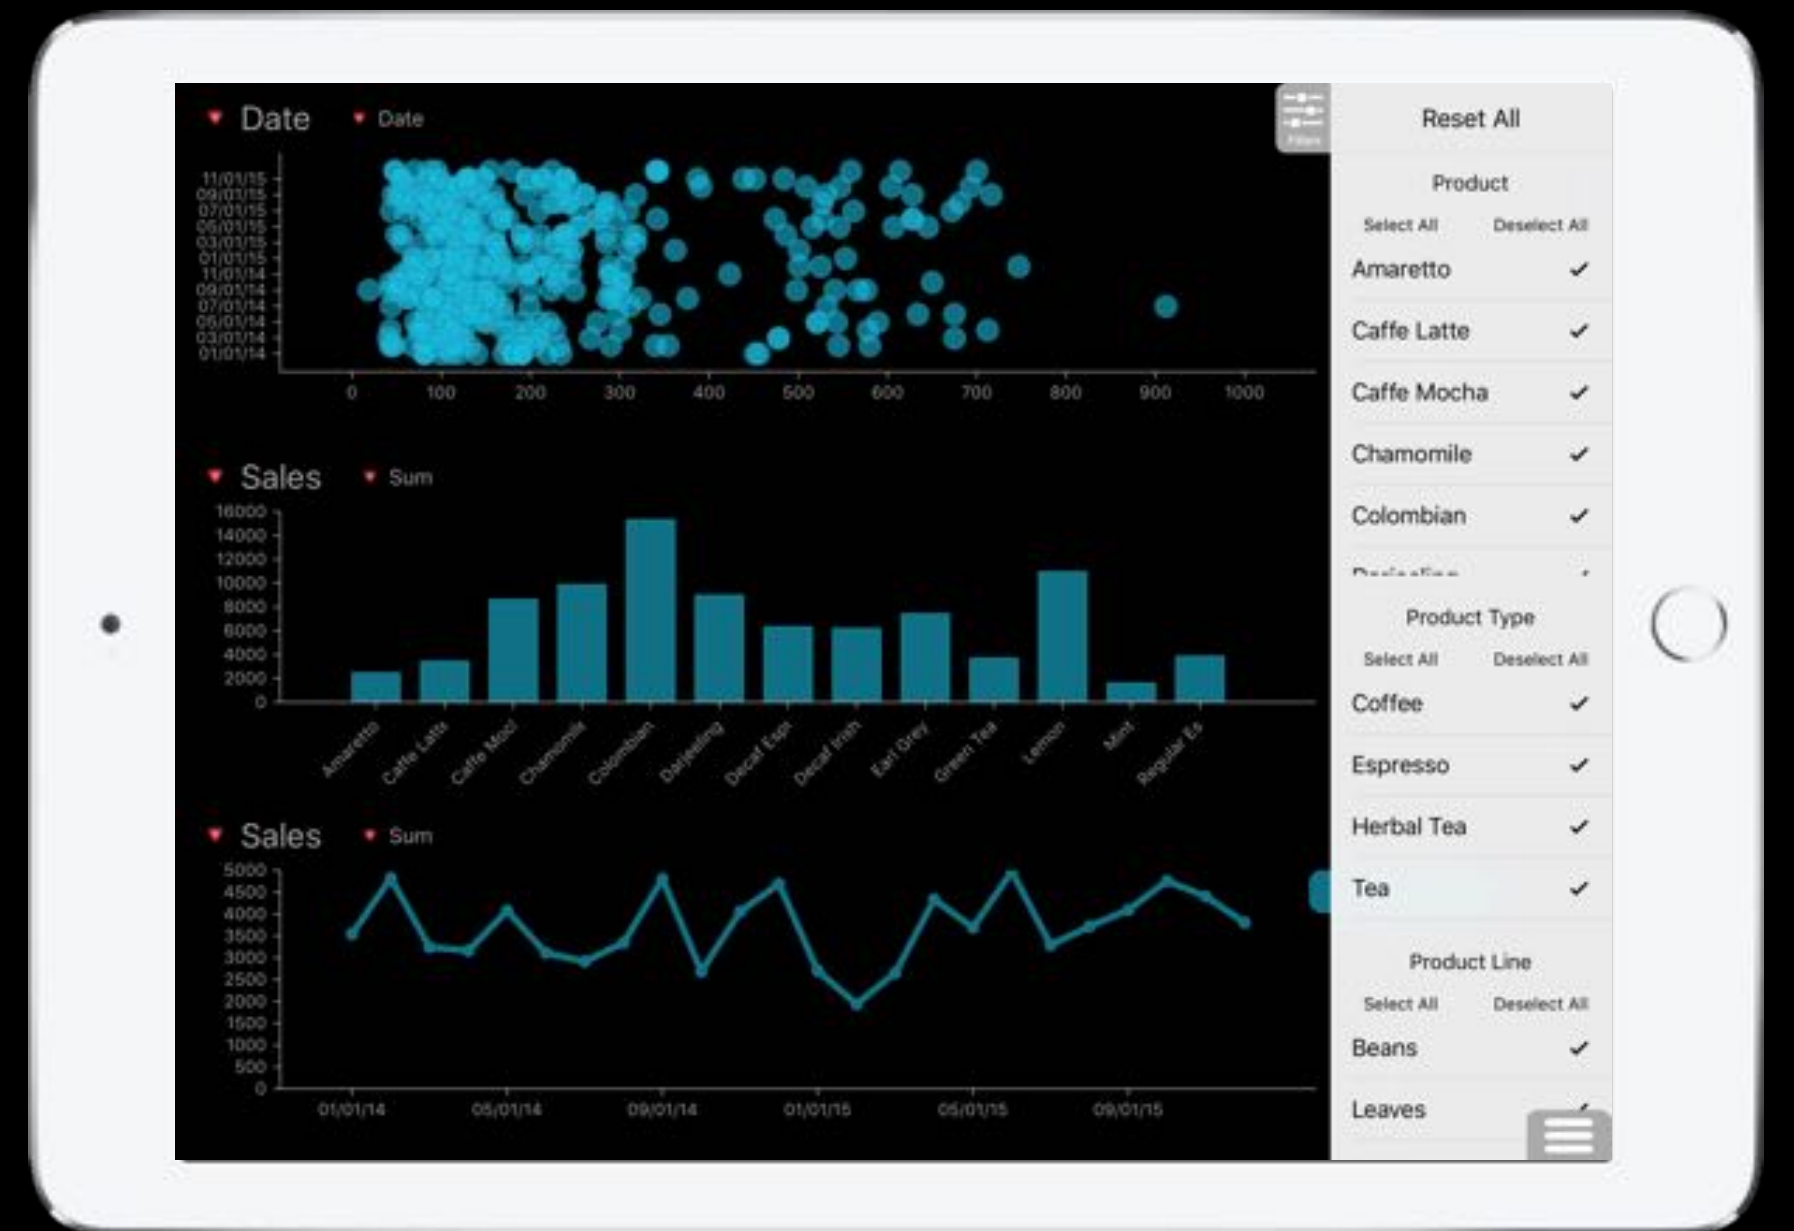 Date Date
11/01/15
09/01/15
07/01/15
05/01/15
03/01/15
01/01/15
11/01/14
09/01/14
07/01/14
05/01/14
03/01/14
01/01/14
0 100 200 300 400 500 600 700 800 900 1000
Sales Sum
16000
14000
12000
10000
8000
6000
4000
2000
0
Amaretto Caffe Latte Caffe Moc Chamomile Colombian Darjeeling Decaf Espr Decaf Irish Earl Grey Green Tea Lemon Mint Regular Es
Sales Sum
5000
4500
4000
3500
3000
2500
2000
1500
1000
500
0
01/01/14 05/01/14 09/01/14 01/01/15 05/01/15 09/01/15
Filters
Reset All
Product
Select All Deselect All
Amaretto
Caffe Latte
Caffe Mocha
Chamomile
Colombian
Darjeeling
Product Type
Select All Deselect All
Coffee
Espresso
Herbal Tea
Tea
Product Line
Select All Deselect All
Beans
Leaves